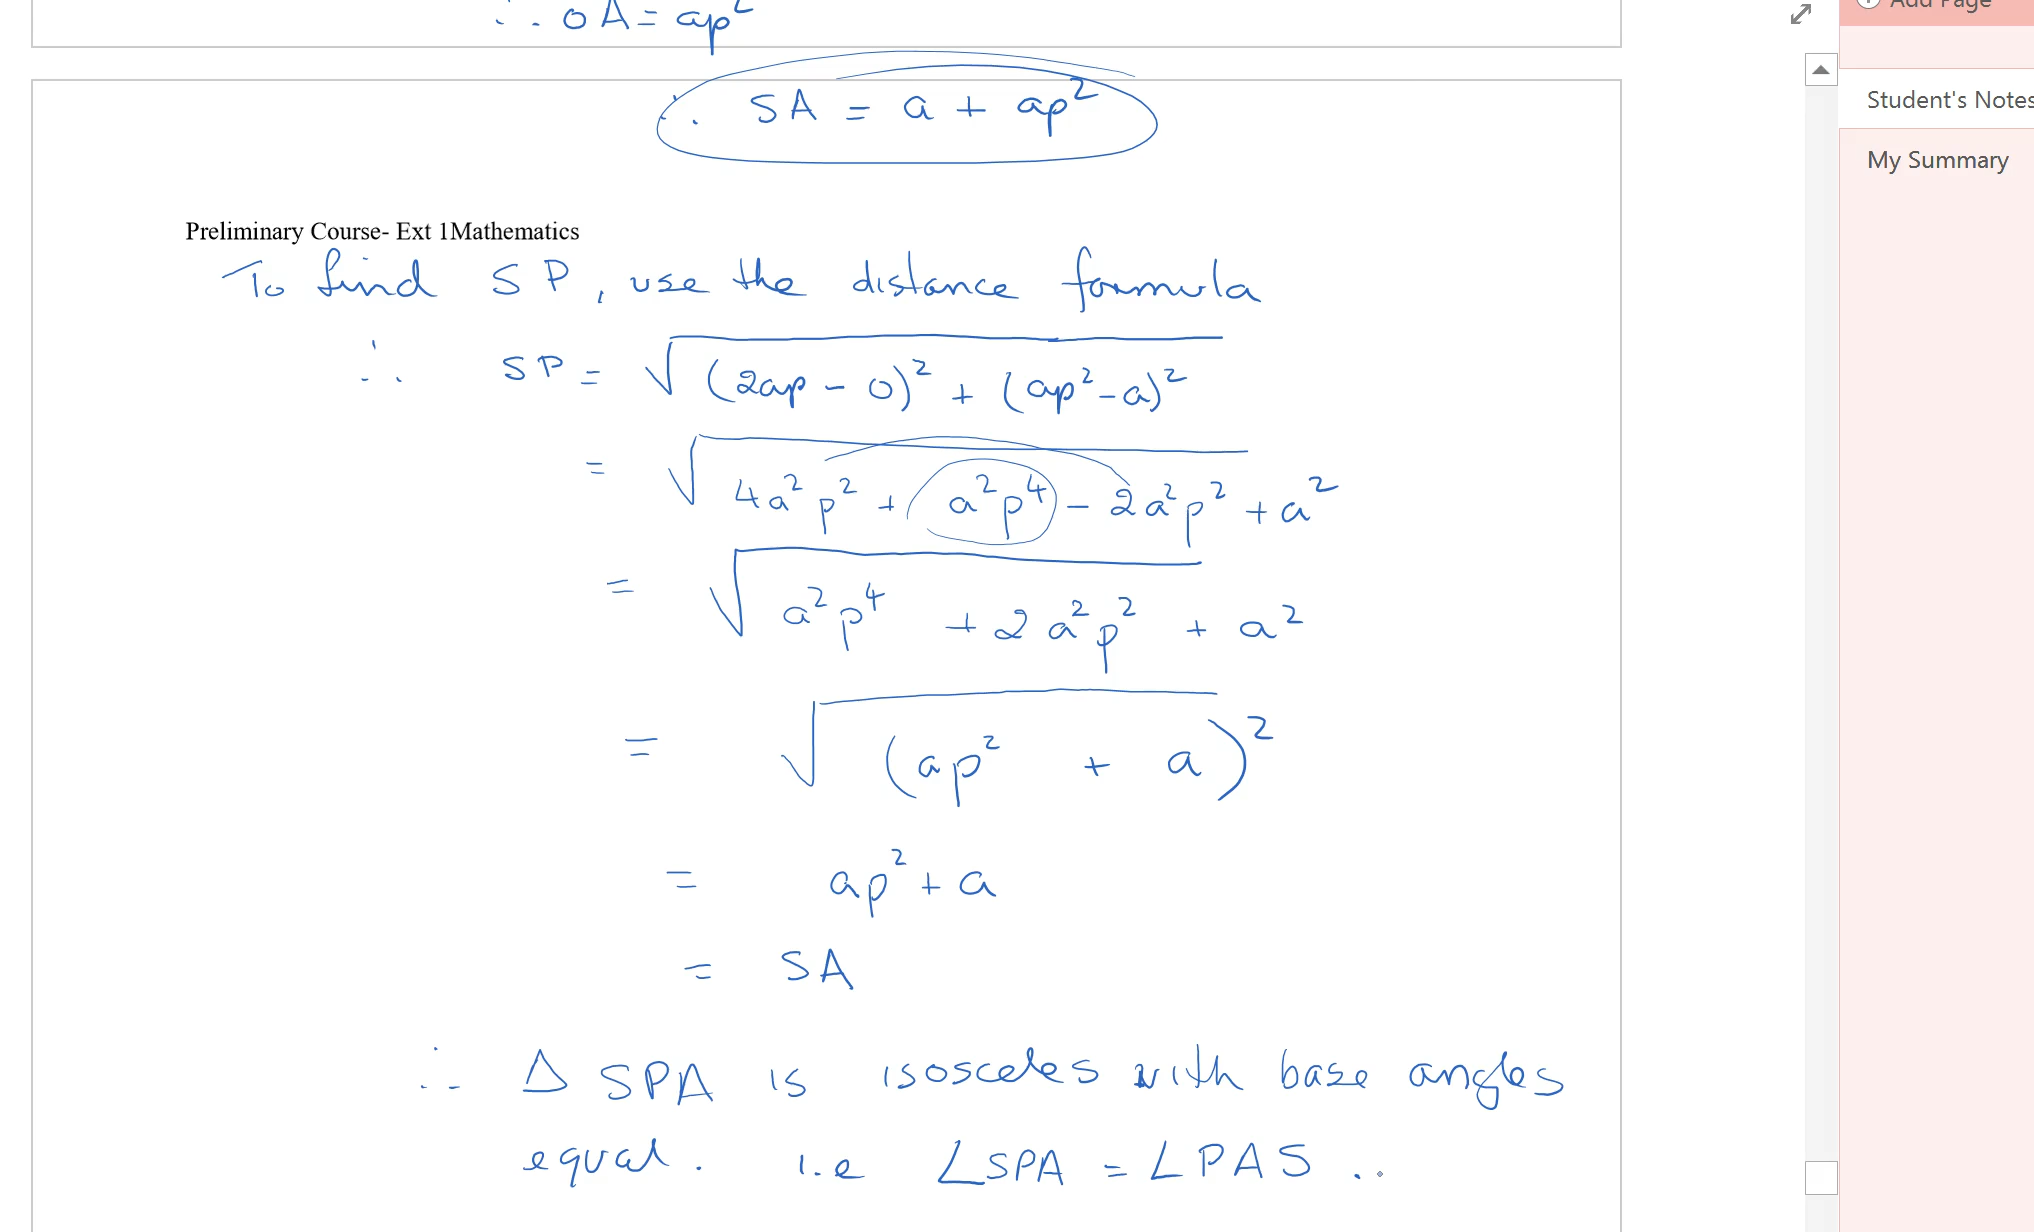 ∴ OA = ap²
Add Page
∴ SA = a + ap²
Student's Notes
My Summary
Preliminary Course- Ext 1Mathematics
To find SP, use the distance formula
∴ SP = √((2ap - 0)² + (ap² - a)²)
= √(4a²p² + a²p⁴ - 2a²p² + a²)
= √(a²p⁴ + 2a²p² + a²)
= √((ap² + a)²)
= ap² + a
= SA
∴ Δ SPA is isosceles with base angles
equal. i.e ∠SPA = ∠PAS ..